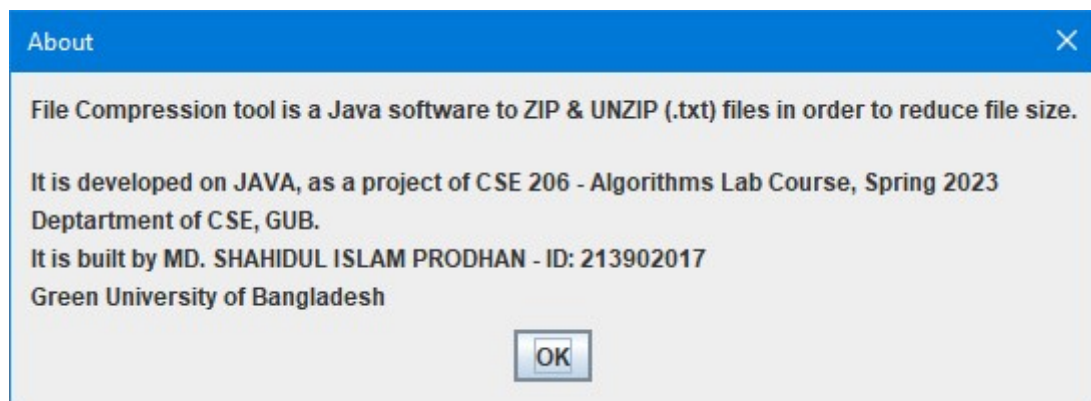 About
File Compression tool is a Java software to ZIP & UNZIP (.txt) files in order to reduce file size.
It is developed on JAVA, as a project of CSE 206 - Algorithms Lab Course, Spring 2023
Deptartment of CSE, GUB.
It is built by MD. SHAHIDUL ISLAM PRODHAN - ID: 213902017
Green University of Bangladesh
OK